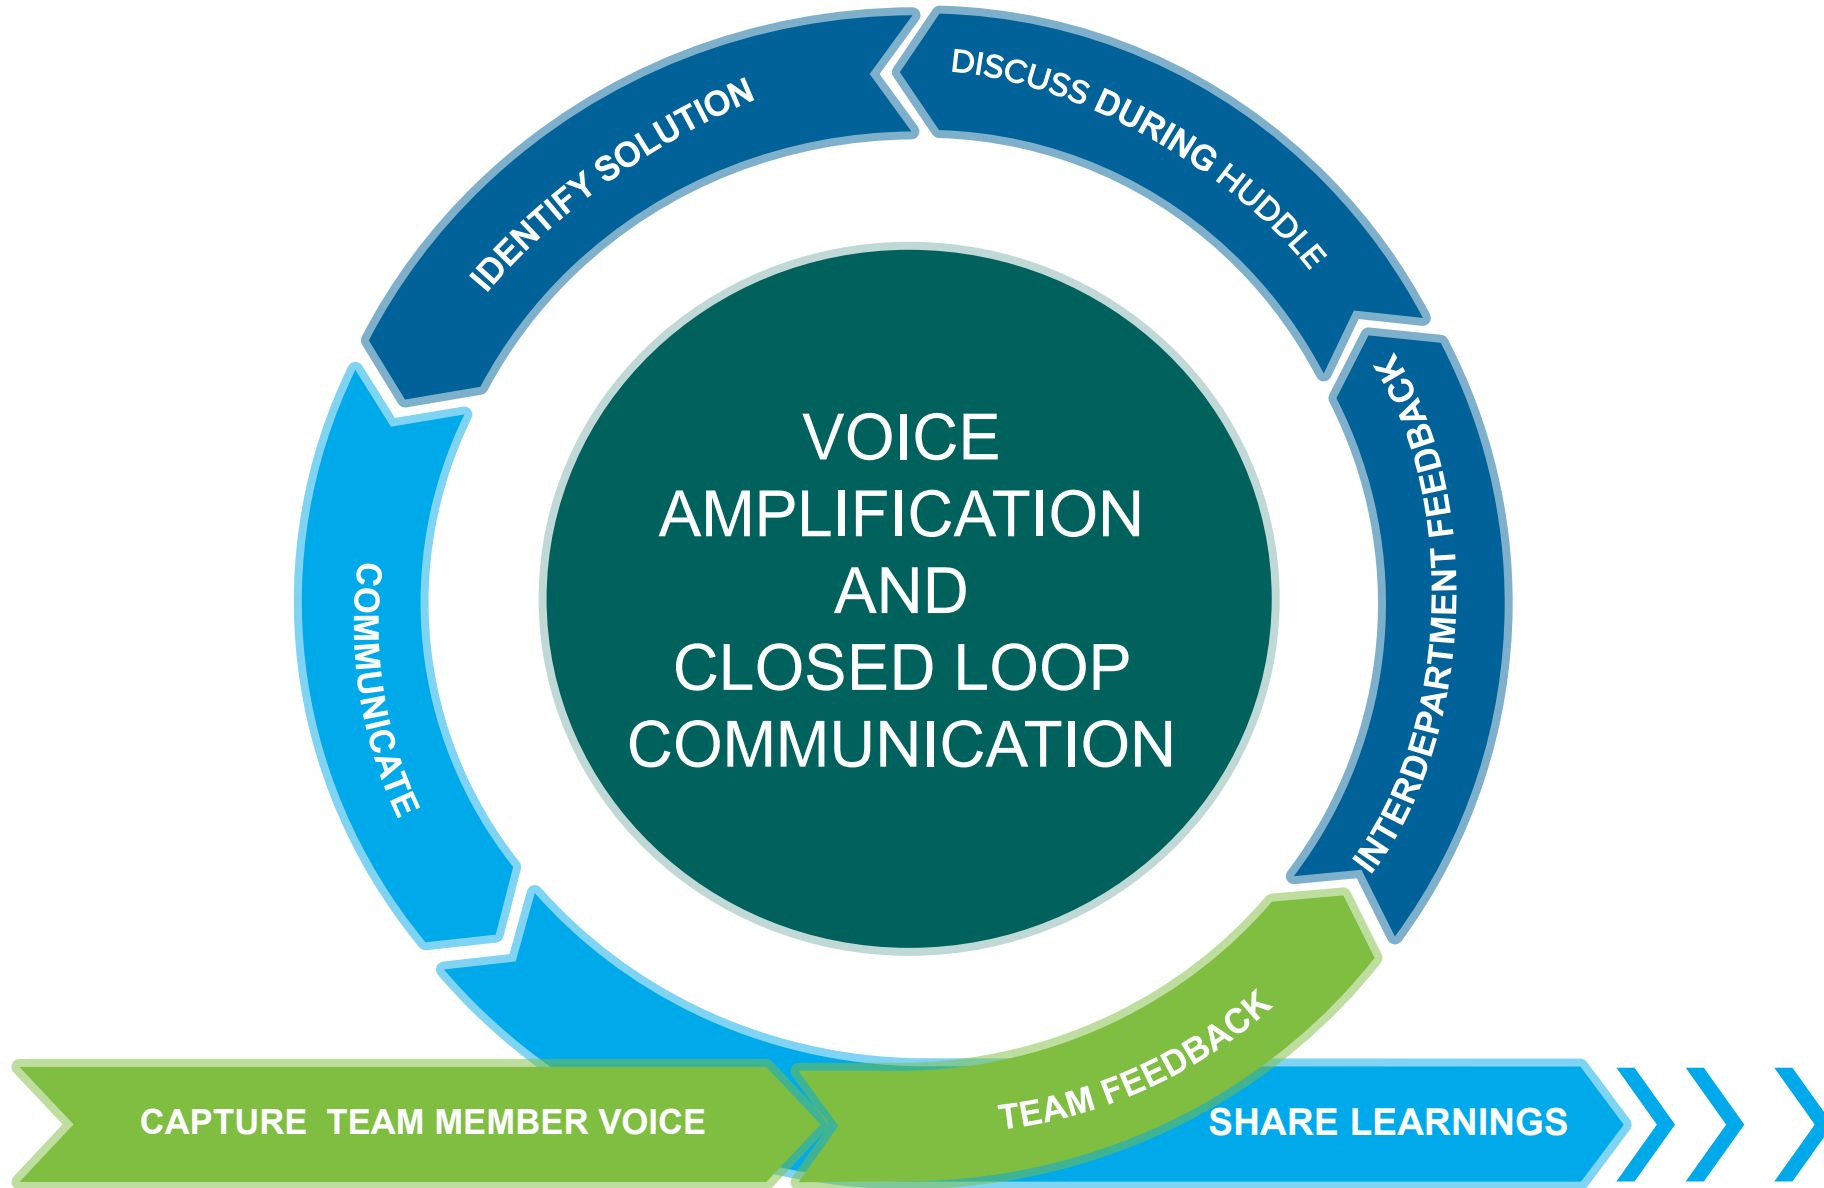 DISCUSS DURING HUDDLE
IDENTIFY SOLUTION
INTERDEPARTMENT FEEDBACK
VOICE
AMPLIFICATION
AND
CLOSED LOOP
COMMUNICATION
COMMUNICATE
TEAM FEEDBACK
CAPTURE TEAM MEMBER VOICE
SHARE LEARNINGS